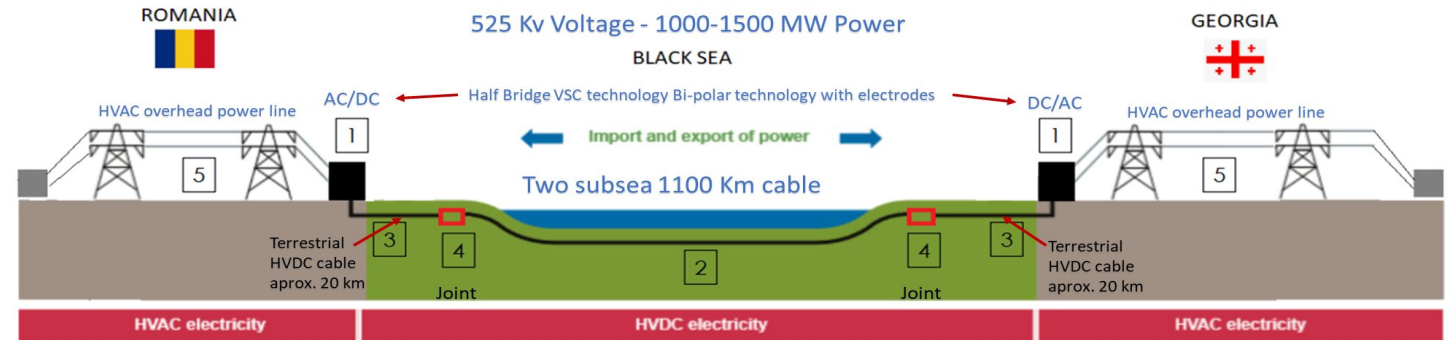 ROMANIA
525 Kv Voltage - 1000-1500 MW Power
GEORGIA
BLACK SEA
HVAC overhead power line
AC/DC
Half Bridge VSC technology Bi-polar technology with electrodes
DC/AC
HVAC overhead power line
1
Import and export of power
1
5
Two subsea 1100 Km cable
5
3
4
2
4
3
Terrestrial
HVDC cable
aprox. 20 km
Joint
Joint
Terrestrial
HVDC cable
aprox. 20 km
HVAC electricity
HVDC electricity
HVAC electricity